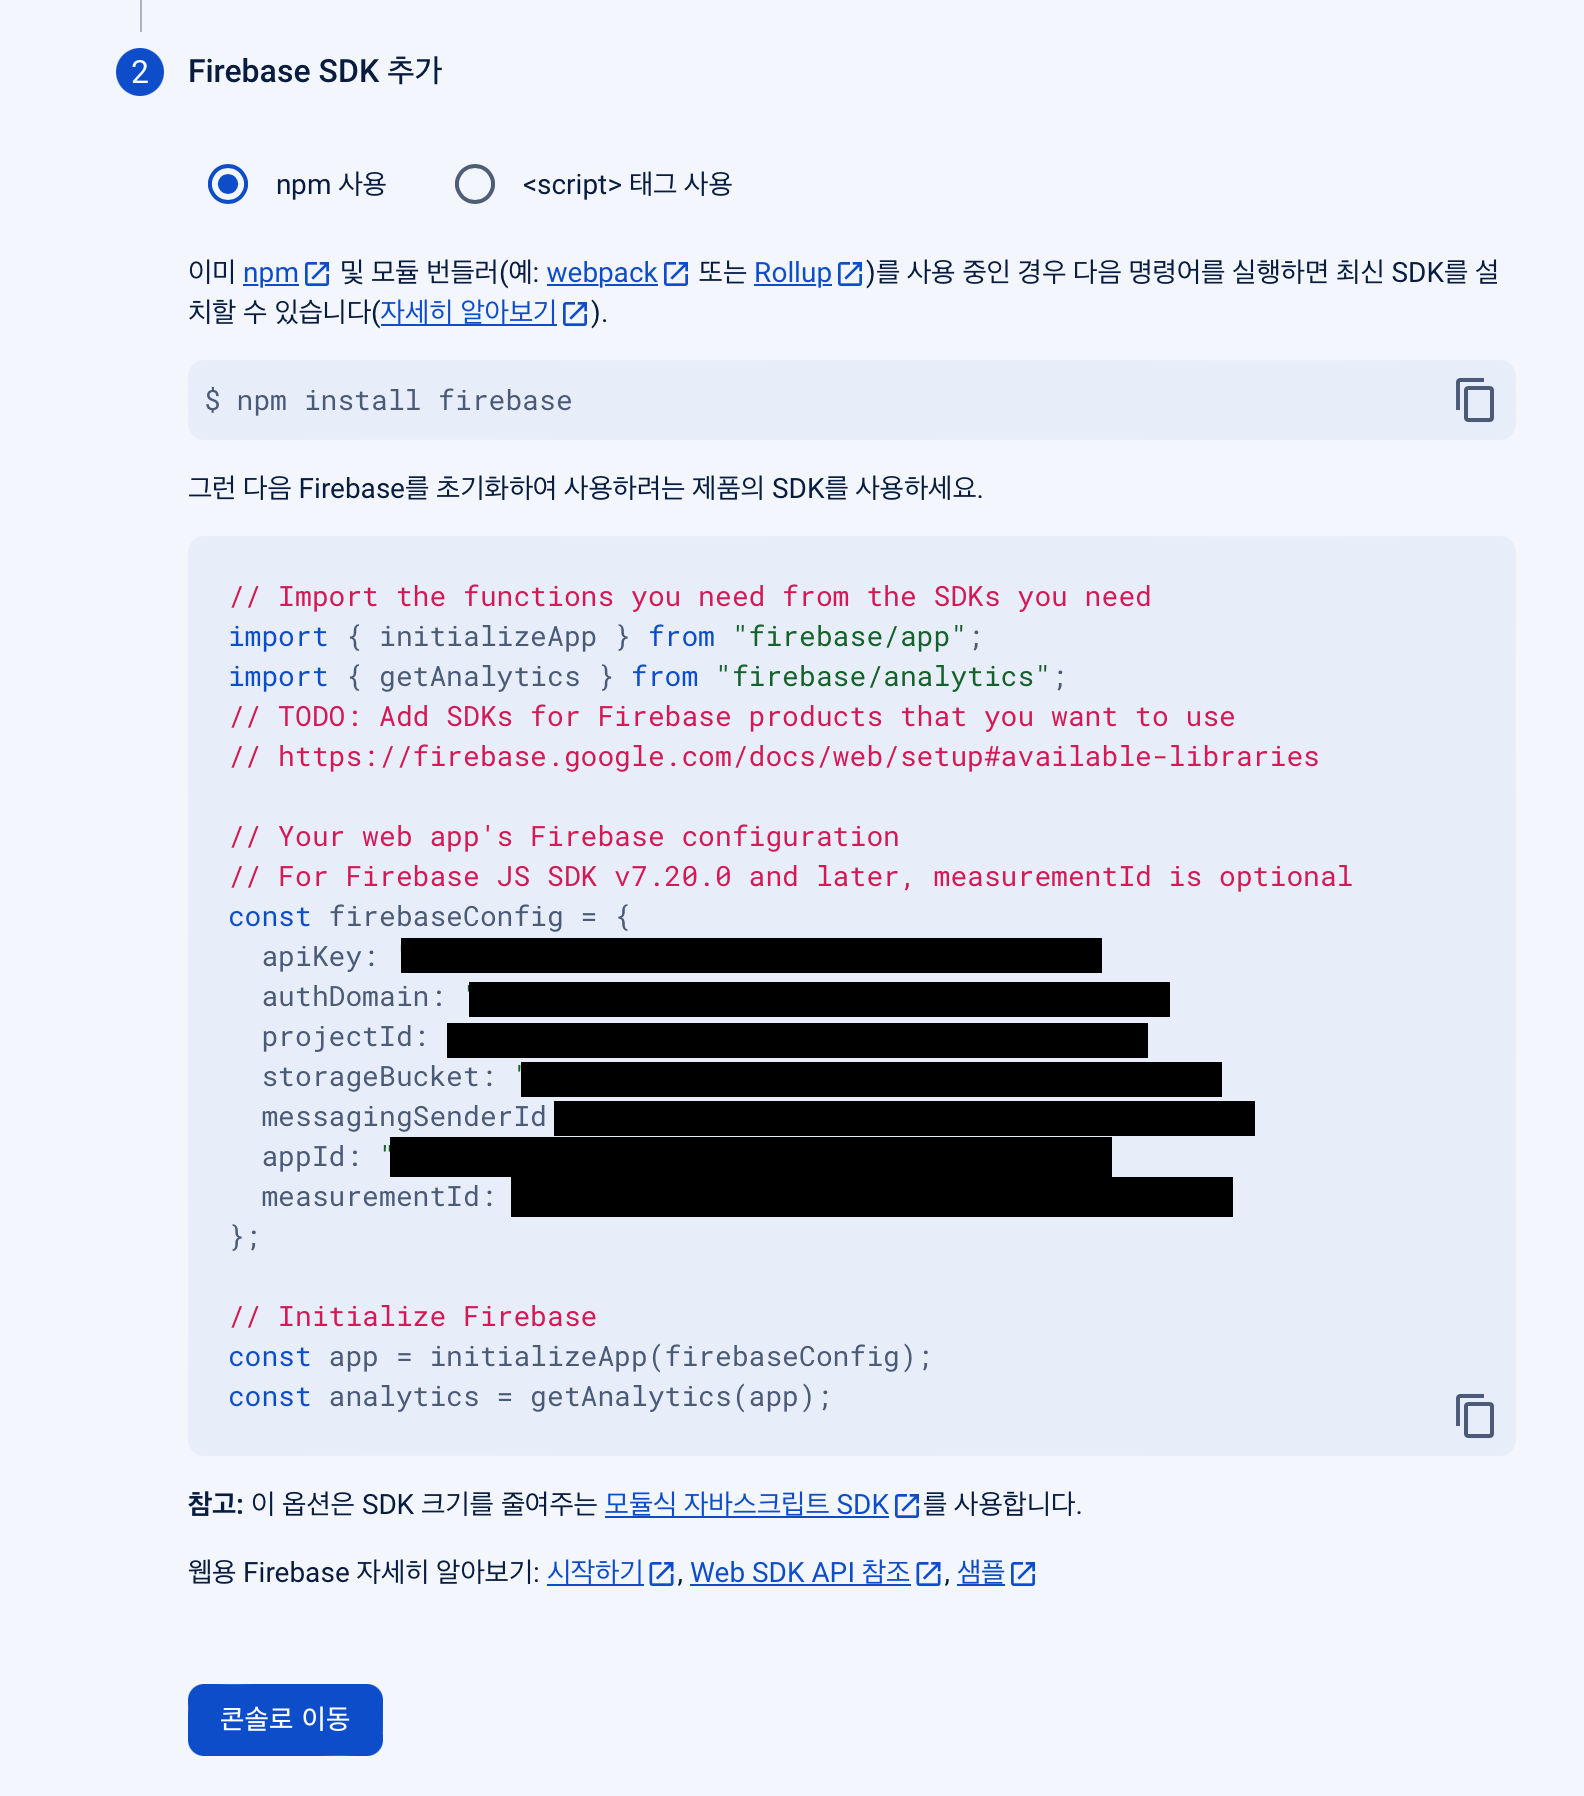 2
Firebase SDK 추가
npm 사용
<script> 태그 사용
이미 npm 및 모듈 번들러(예: webpack 또는 Rollup)를 사용 중인 경우 다음 명령어를 실행하면 최신 SDK를 설
치할 수 있습니다(자세히 알아보기).
$ npm install firebase
그런 다음 Firebase를 초기화하여 사용하려는 제품의 SDK를 사용하세요.
// Import the functions you need from the SDKs you need
import { initializeApp } from "firebase/app";
import { getAnalytics } from "firebase/analytics";
// TODO: Add SDKs for Firebase products that you want to use
// https://firebase.google.com/docs/web/setup#available-libraries
// Your web app's Firebase configuration
// For Firebase JS SDK v7.20.0 and later, measurementId is optional
const firebaseConfig = {
apiKey:
authDomain: "
projectId:
storageBucket: "
messagingSenderId
appId: "
measurementId:
};
// Initialize Firebase
const app = initializeApp(firebaseConfig);
const analytics = getAnalytics(app);
참고: 이 옵션은 SDK 크기를 줄여주는 모듈식 자바스크립트 SDK를 사용합니다.
웹용 Firebase 자세히 알아보기: 시작하기, Web SDK API 참조, 샘플
콘솔로 이동